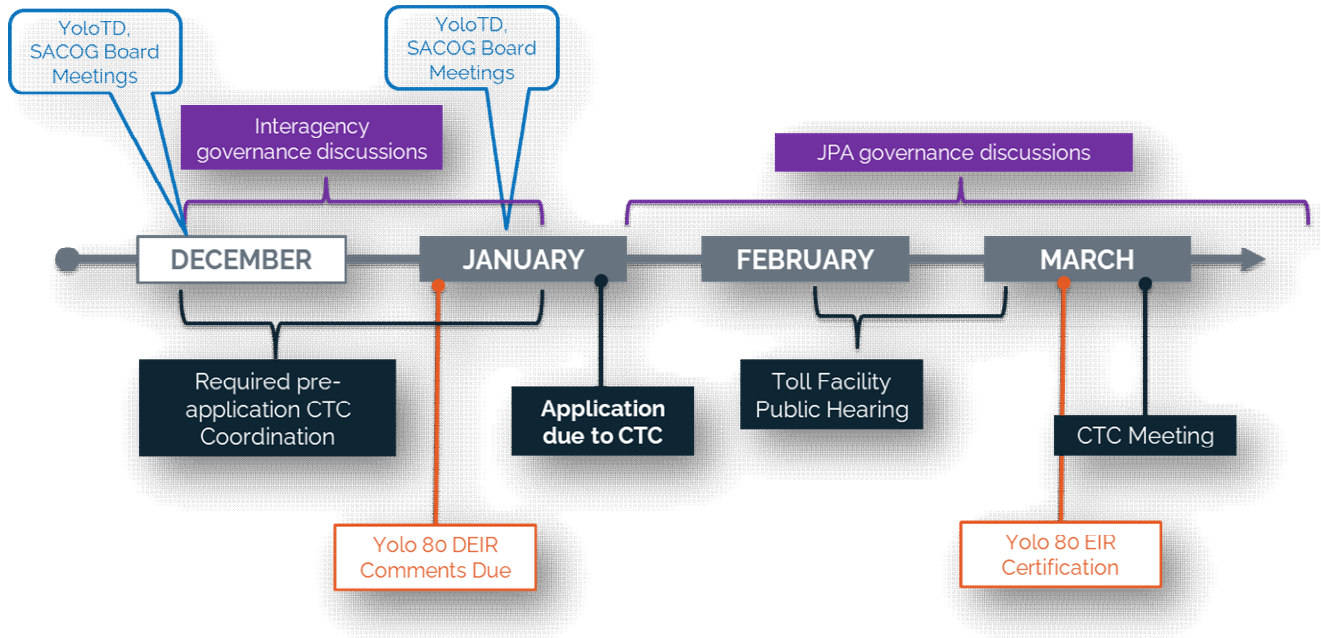 YoloTD,
SACOG Board
Meetings
YoloTD,
SACOG Board
Meetings
Interagency
governance discussions
JPA governance discussions
DECEMBER
JANUARY
FEBRUARY
MARCH
Required pre-
application CTC
Coordination
Application
due to CTC
Toll Facility
Public Hearing
CTC Meeting
Yolo 80 DEIR
Comments Due
Yolo 80 EIR
Certification